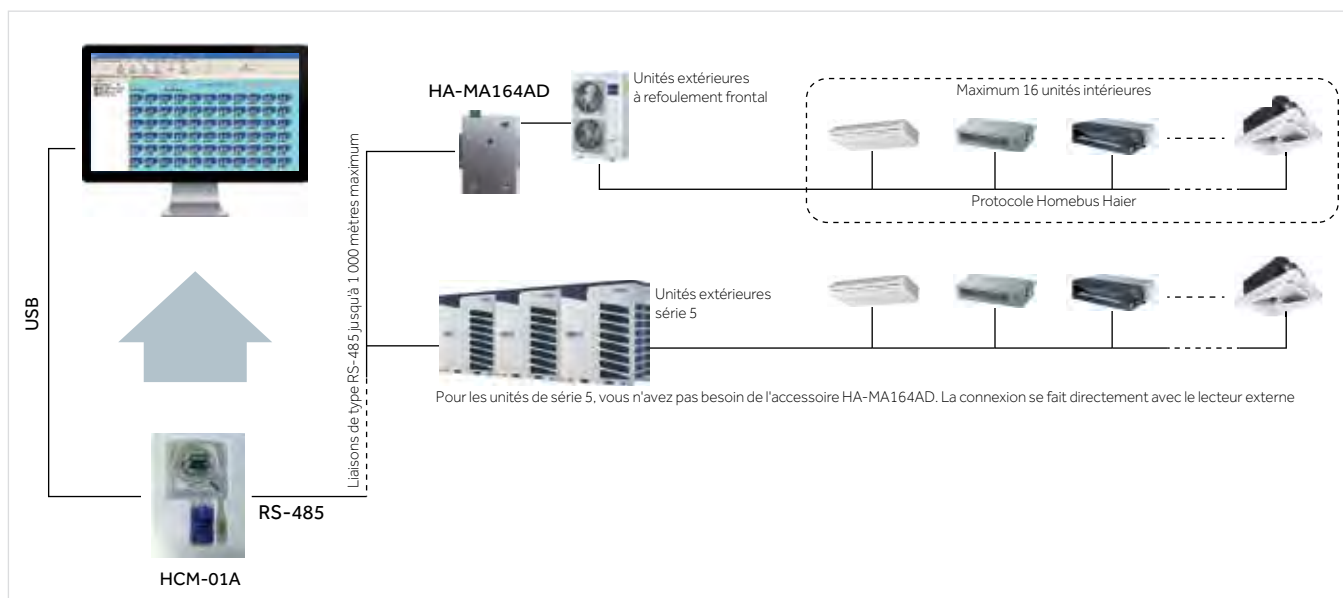 HA-MA164AD
Unités extérieures
à refoulement frontal
Maximum 16 unités intérieures
Protocole Homebus Haier
USB
Liaisons de type RS-485 jusqu'à 1 000 mètres maximum
Unités extérieures
série 5
Pour les unités de série 5, vous n'avez pas besoin de l'accessoire HA-MA164AD. La connexion se fait directement avec le lecteur externe
RS-485
HCM-01A